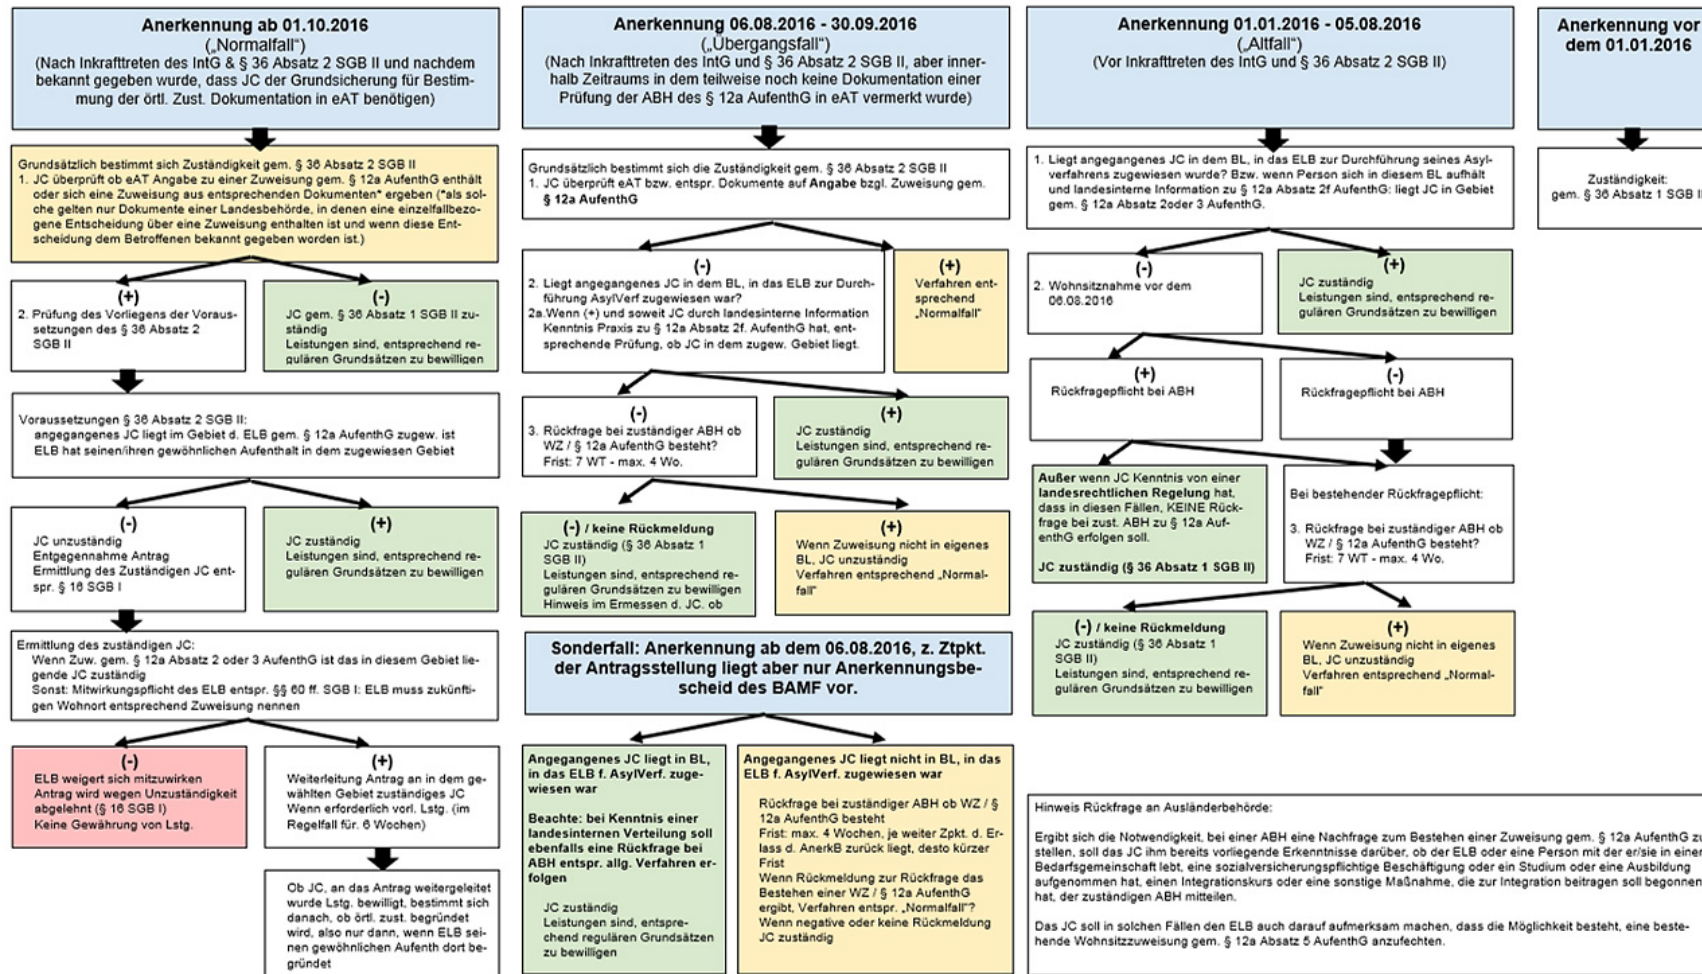 Anerkennung ab 01.10.2016
(„Normalfall“)
(Nach Inkrafttreten des IntG & § 36 Absatz 2 SGB II und nachdem
bekannt gegeben wurde, dass JC der Grundsicherung für Bestim-
mung der örtl. Zust. Dokumentation in eAT benötigen)
Grundsätzlich bestimmt sich Zuständigkeit gem. § 36 Absatz 2 SGB II
1. JC überprüft ob eAT Angabe zu einer Zuweisung gem. § 12a AufenthG enthält
oder sich eine Zuweisung aus entsprechenden Dokumenten* ergeben (*als sol-
che gelten nur Dokumente einer Landesbehörde, in denen eine einzelfallbezo-
gene Entscheidung über eine Zuweisung enthalten ist und wenn diese Ent-
scheidung dem Betroffenen bekannt gegeben worden ist.)
(+)
2. Prüfung des Vorliegens der Voraus-
setzungen des § 36 Absatz 2
SGB II
(-)
JC gem. § 36 Absatz 1 SGB II zu-
ständig
Leistungen sind, entsprechend re-
gulären Grundsätzen zu bewilligen
Voraussetzungen § 36 Absatz 2 SGB II:
angegangenes JC liegt im Gebiet d. ELB gem. § 12a AufenthG zugew. ist
ELB hat seinen/ihren gewöhnlichen Aufenthalt in dem zugewiesen Gebiet
(-)
JC unzuständig
Entgegennahme Antrag
Ermittlung des Zuständigen JC ent-
spr. § 16 SGB I
(+)
JC zuständig
Leistungen sind, entsprechend re-
gulären Grundsätzen zu bewilligen
Ermittlung des zuständigen JC:
Wenn Zuw. gem. § 12a Absatz 2 oder 3 AufenthG ist das in diesem Gebiet lie-
gende JC zuständig
Sonst: Mitwirkungspflicht des ELB entspr. §§ 60 ff. SGB I: ELB muss zukünfti-
gen Wohnort entsprechend Zuweisung nennen
(-)
ELB weigert sich mitzuwirken
Antrag wird wegen Unzuständigkeit
abgelehnt (§ 16 SGB I)
Keine Gewährung von Lstg.
(+)
Weiterleitung Antrag an in dem ge-
wählten Gebiet zuständiges JC
Wenn erforderlich vorl. Lstg. (im
Regelfall für. 6 Wochen)
Ob JC, an das Antrag weitergeleitet
wurde Lstg. bewilligt, bestimmt sich
danach, ob örtl. zust. begründet
wird, also nur dann, wenn ELB sei-
nen gewöhnlichen Aufenth dort be-
gründet
Anerkennung 06.08.2016 - 30.09.2016
(„Übergangsfall“)
(Nach Inkrafttreten des IntG und § 36 Absatz 2 SGB II, aber inner-
halb Zeitraums in dem teilweise noch keine Dokumentation einer
Prüfung der ABH des § 12a AufenthG in eAT vermerkt wurde)
Grundsätzlich bestimmt sich die Zuständigkeit gem. § 36 Absatz 2 SGB II
1. JC überprüft eAT bzw. entspr. Dokumente auf Angabe bzgl. Zuweisung gem.
§ 12a AufenthG
(-)
2. Liegt angegangenes JC in dem BL, in das ELB zur Durch-
führung AsylVerf zugewiesen war?
2a.Wenn (+) und soweit JC durch landesinterne Information
Kenntnis Praxis zu § 12a Absatz 2f. AufenthG hat, ent-
sprechende Prüfung, ob JC in dem zugew. Gebiet liegt.
(+)
Verfahren ent-
sprechend
„Normalfall“
(-)
3. Rückfrage bei zuständiger ABH ob
WZ / § 12a AufenthG besteht?
Frist: 7 WT - max. 4 Wo.
(+)
JC zuständig
Leistungen sind, entsprechend re-
gulären Grundsätzen zu bewilligen
(-) / keine Rückmeldung
JC zuständig (§ 36 Absatz 1
SGB II)
Leistungen sind, entsprechend re-
gulären Grundsätzen zu bewilligen
Hinweis im Ermessen d. JC. ob
(+)
Wenn Zuweisung nicht in eigenes
BL, JC unzuständig
Verfahren entsprechend „Normal-
fall“
Sonderfall: Anerkennung ab dem 06.08.2016, z. Ztpkt.
der Antragsstellung liegt aber nur Anerkennungsbe-
scheid des BAMF vor.
Angegangenes JC liegt in BL,
in das ELB f. AsylVerf. zuge-
wiesen war
Beachte: bei Kenntnis einer
landesinternen Verteilung soll
ebenfalls eine Rückfrage bei
ABH entspr. allg. Verfahren er-
folgen
JC zuständig
Leistungen sind, entspre-
chend regulären Grundsätzen
zu bewilligen
Angegangenes JC liegt nicht in BL, in das
ELB f. AsylVerf. zugewiesen war
Rückfrage bei zuständiger ABH ob WZ / §
12a AufenthG besteht
Frist: max. 4 Wochen, je weiter Zpkt. d. Er-
lass d. AnerkB zurück liegt, desto kürzer
Frist
Wenn Rückmeldung zur Rückfrage das
Bestehen einer WZ / § 12a AufenthG
ergibt, Verfahren entspr. „Normalfall“?
Wenn negative oder keine Rückmeldung
JC zuständig
Anerkennung 01.01.2016 - 05.08.2016
(„Altfall“)
(Vor Inkrafttreten des IntG und § 36 Absatz 2 SGB II)
1. Liegt angegangenes JC in dem BL, in das ELB zur Durchführung seines Asyl-
verfahrens zugewiesen wurde? Bzw. wenn Person sich in diesem BL aufhält
und landesinterne Information zu § 12a Absatz 2f AufenthG: liegt JC in Gebiet
gem. § 12a Absatz 2oder 3 AufenthG.
(-)
2. Wohnsitznahme vor dem
06.08.2016
(+)
JC zuständig
Leistungen sind, entsprechend re-
gulären Grundsätzen zu bewilligen
(+)
Rückfragepflicht bei ABH
(-)
Rückfragepflicht bei ABH
Außer wenn JC Kenntnis von einer
landesrechtlichen Regelung hat,
dass in diesen Fällen, KEINE Rück-
frage bei zust. ABH zu § 12a Auf-
enthG erfolgen soll.
JC zuständig (§ 36 Absatz 1 SGB II)
Bei bestehender Rückfragepflicht:
3. Rückfrage bei zuständiger ABH ob
WZ / § 12a AufenthG besteht?
Frist: 7 WT - max. 4 Wo.
(-) / keine Rückmeldung
JC zuständig (§ 36 Absatz 1
SGB II)
Leistungen sind, entsprechend re-
gulären Grundsätzen zu bewilligen
(+)
Wenn Zuweisung nicht in eigenes
BL, JC unzuständig
Verfahren entsprechend „Normal-
fall“
Hinweis Rückfrage an Ausländerbehörde:
Ergibt sich die Notwendigkeit, bei einer ABH eine Nachfrage zum Bestehen einer Zuweisung gem. § 12a AufenthG zu
stellen, soll das JC ihm bereits vorliegende Erkenntnisse darüber, ob der ELB oder eine Person mit der er/sie in einer
Bedarfsgemeinschaft lebt, eine sozialversicherungspflichtige Beschäftigung oder ein Studium oder eine Ausbildung
aufgenommen hat, einen Integrationskurs oder eine sonstige Maßnahme, die zur Integration beitragen soll begonnen
hat, der zuständigen ABH mitteilen.
Das JC soll in solchen Fällen den ELB auch darauf aufmerksam machen, dass die Möglichkeit besteht, eine beste-
hende Wohnsitzzuweisung gem. § 12a Absatz 5 AufenthG anzufechten.
Anerkennung vor
dem 01.01.2016
Zuständigkeit:
gem. § 36 Absatz 1 SGB II